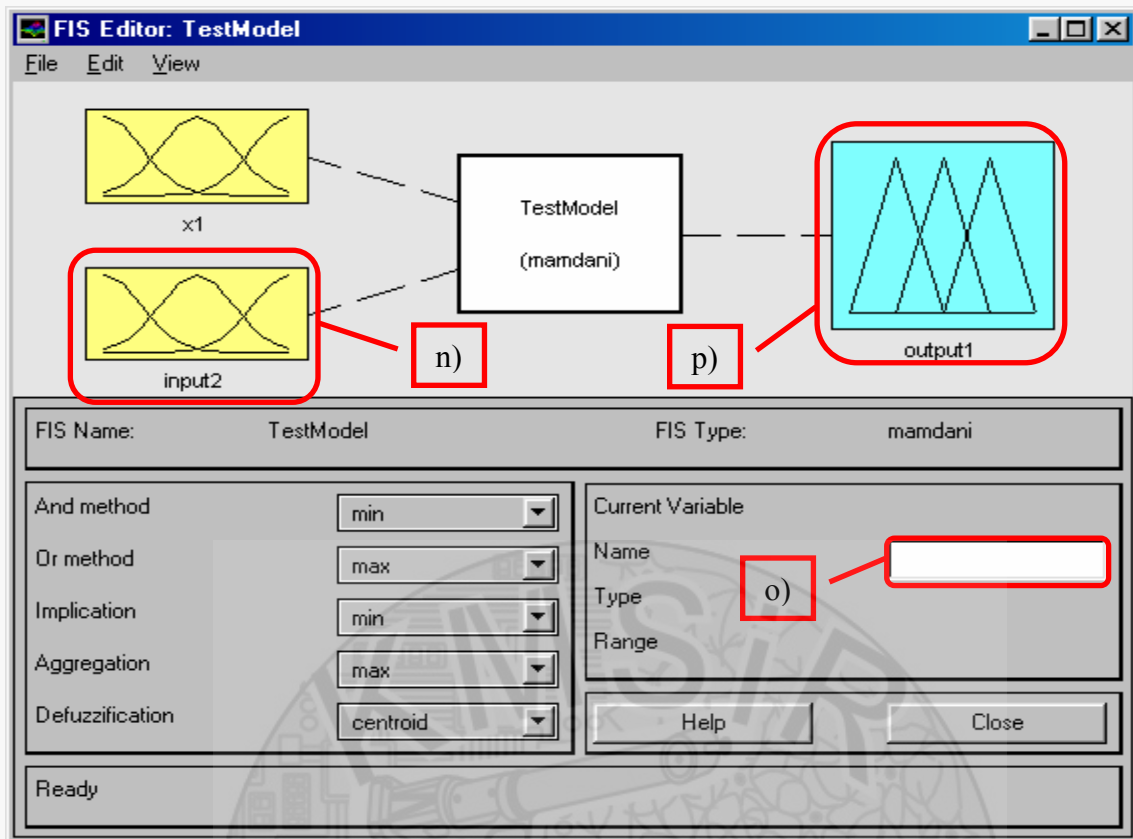 FIS Editor: TestModel
File Edit View
x1
input2
TestModel
(mamdani)
output1
n)
p)
FIS Name: TestModel FIS Type: mamdani
And method min
Or method max
Implication min
Aggregation max
Defuzzification centroid
Current Variable
Name
Type
Range
o)
Help Close
Ready
KMSiR